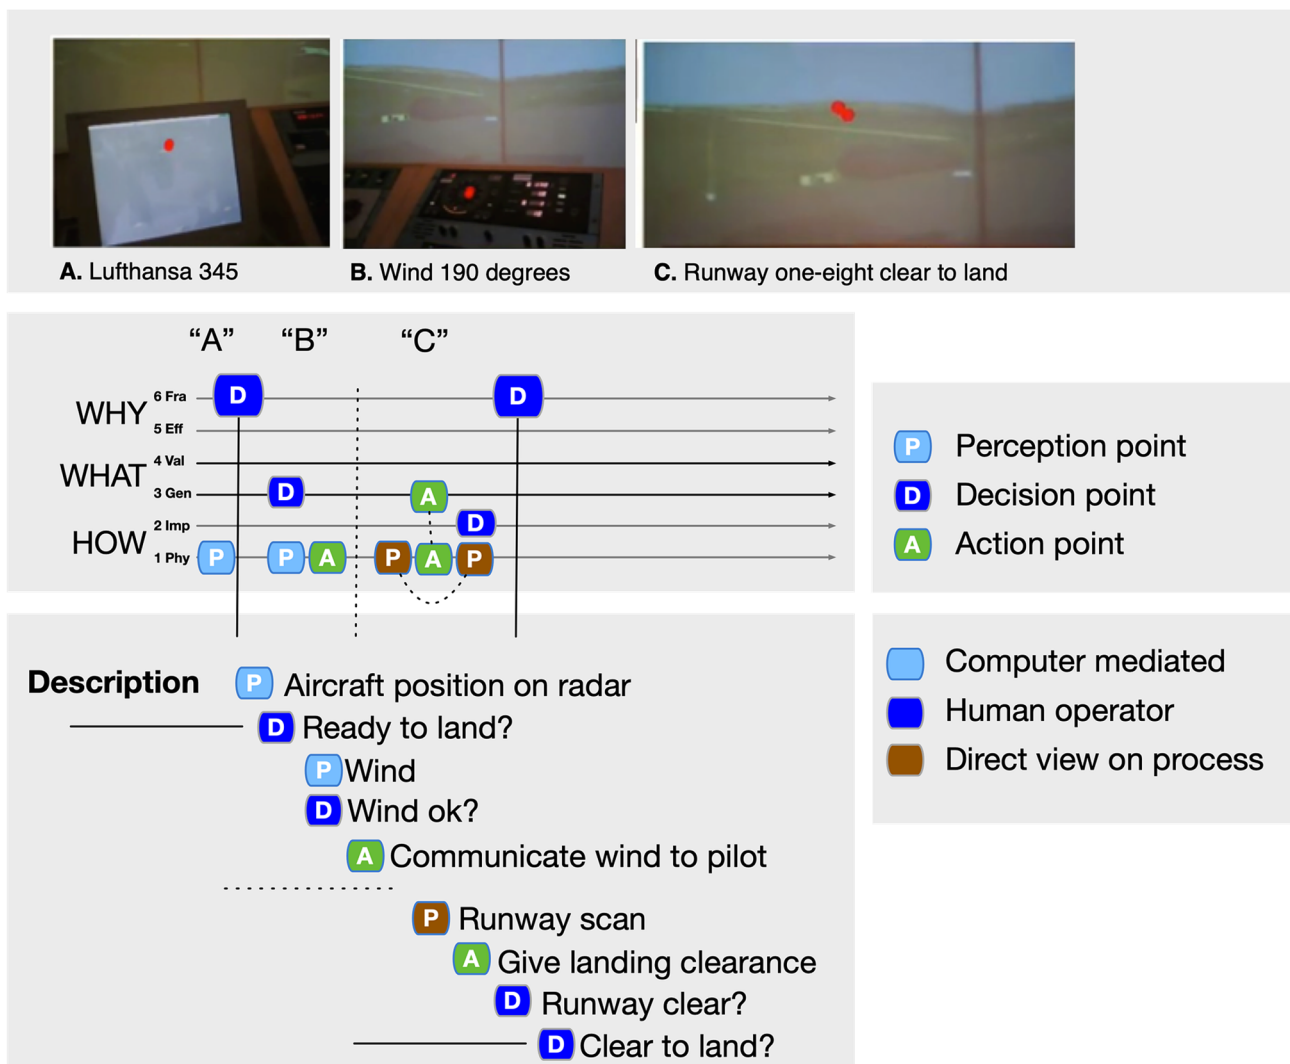 A. Lufthansa 345
B. Wind 190 degrees
C. Runway one-eight clear to land
“A” “B” “C”
WHY
6 Fra
D D
5 Eff
WHAT
4 Val
3 Gen
D A
HOW
2 Imp
D
1 Phy
P P A P A P
P Perception point
D Decision point
A Action point
Computer mediated
Human operator
Direct view on process
Description
P Aircraft position on radar
D Ready to land?
P Wind
D Wind ok?
A Communicate wind to pilot
P Runway scan
A Give landing clearance
D Runway clear?
D Clear to land?